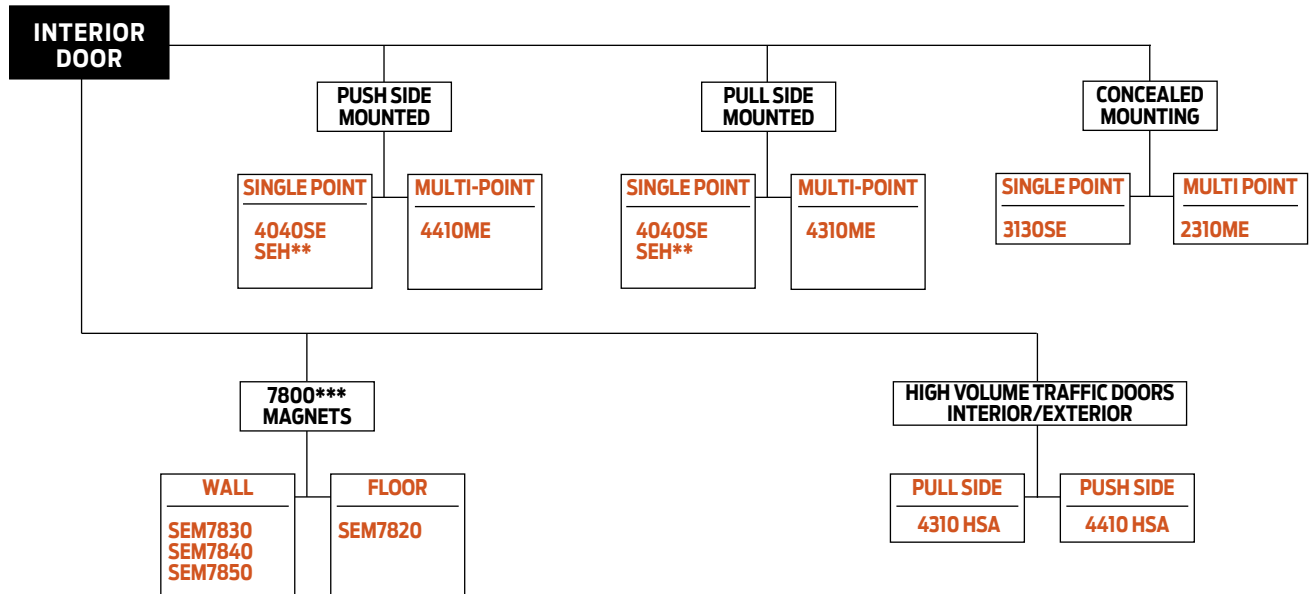 INTERIOR
DOOR
PUSH SIDE
MOUNTED
PULL SIDE
MOUNTED
CONCEALED
MOUNTING
SINGLE POINT
4040SE
SEH**
MULTI-POINT
4410ME
SINGLE POINT
4040SE
SEH**
MULTI-POINT
4310ME
SINGLE POINT
3130SE
MULTI POINT
2310ME
7800***
MAGNETS
HIGH VOLUME TRAFFIC DOORS
INTERIOR/EXTERIOR
WALL
SEM7830
SEM7840
SEM7850
FLOOR
SEM7820
PULL SIDE
4310 HSA
PUSH SIDE
4410 HSA